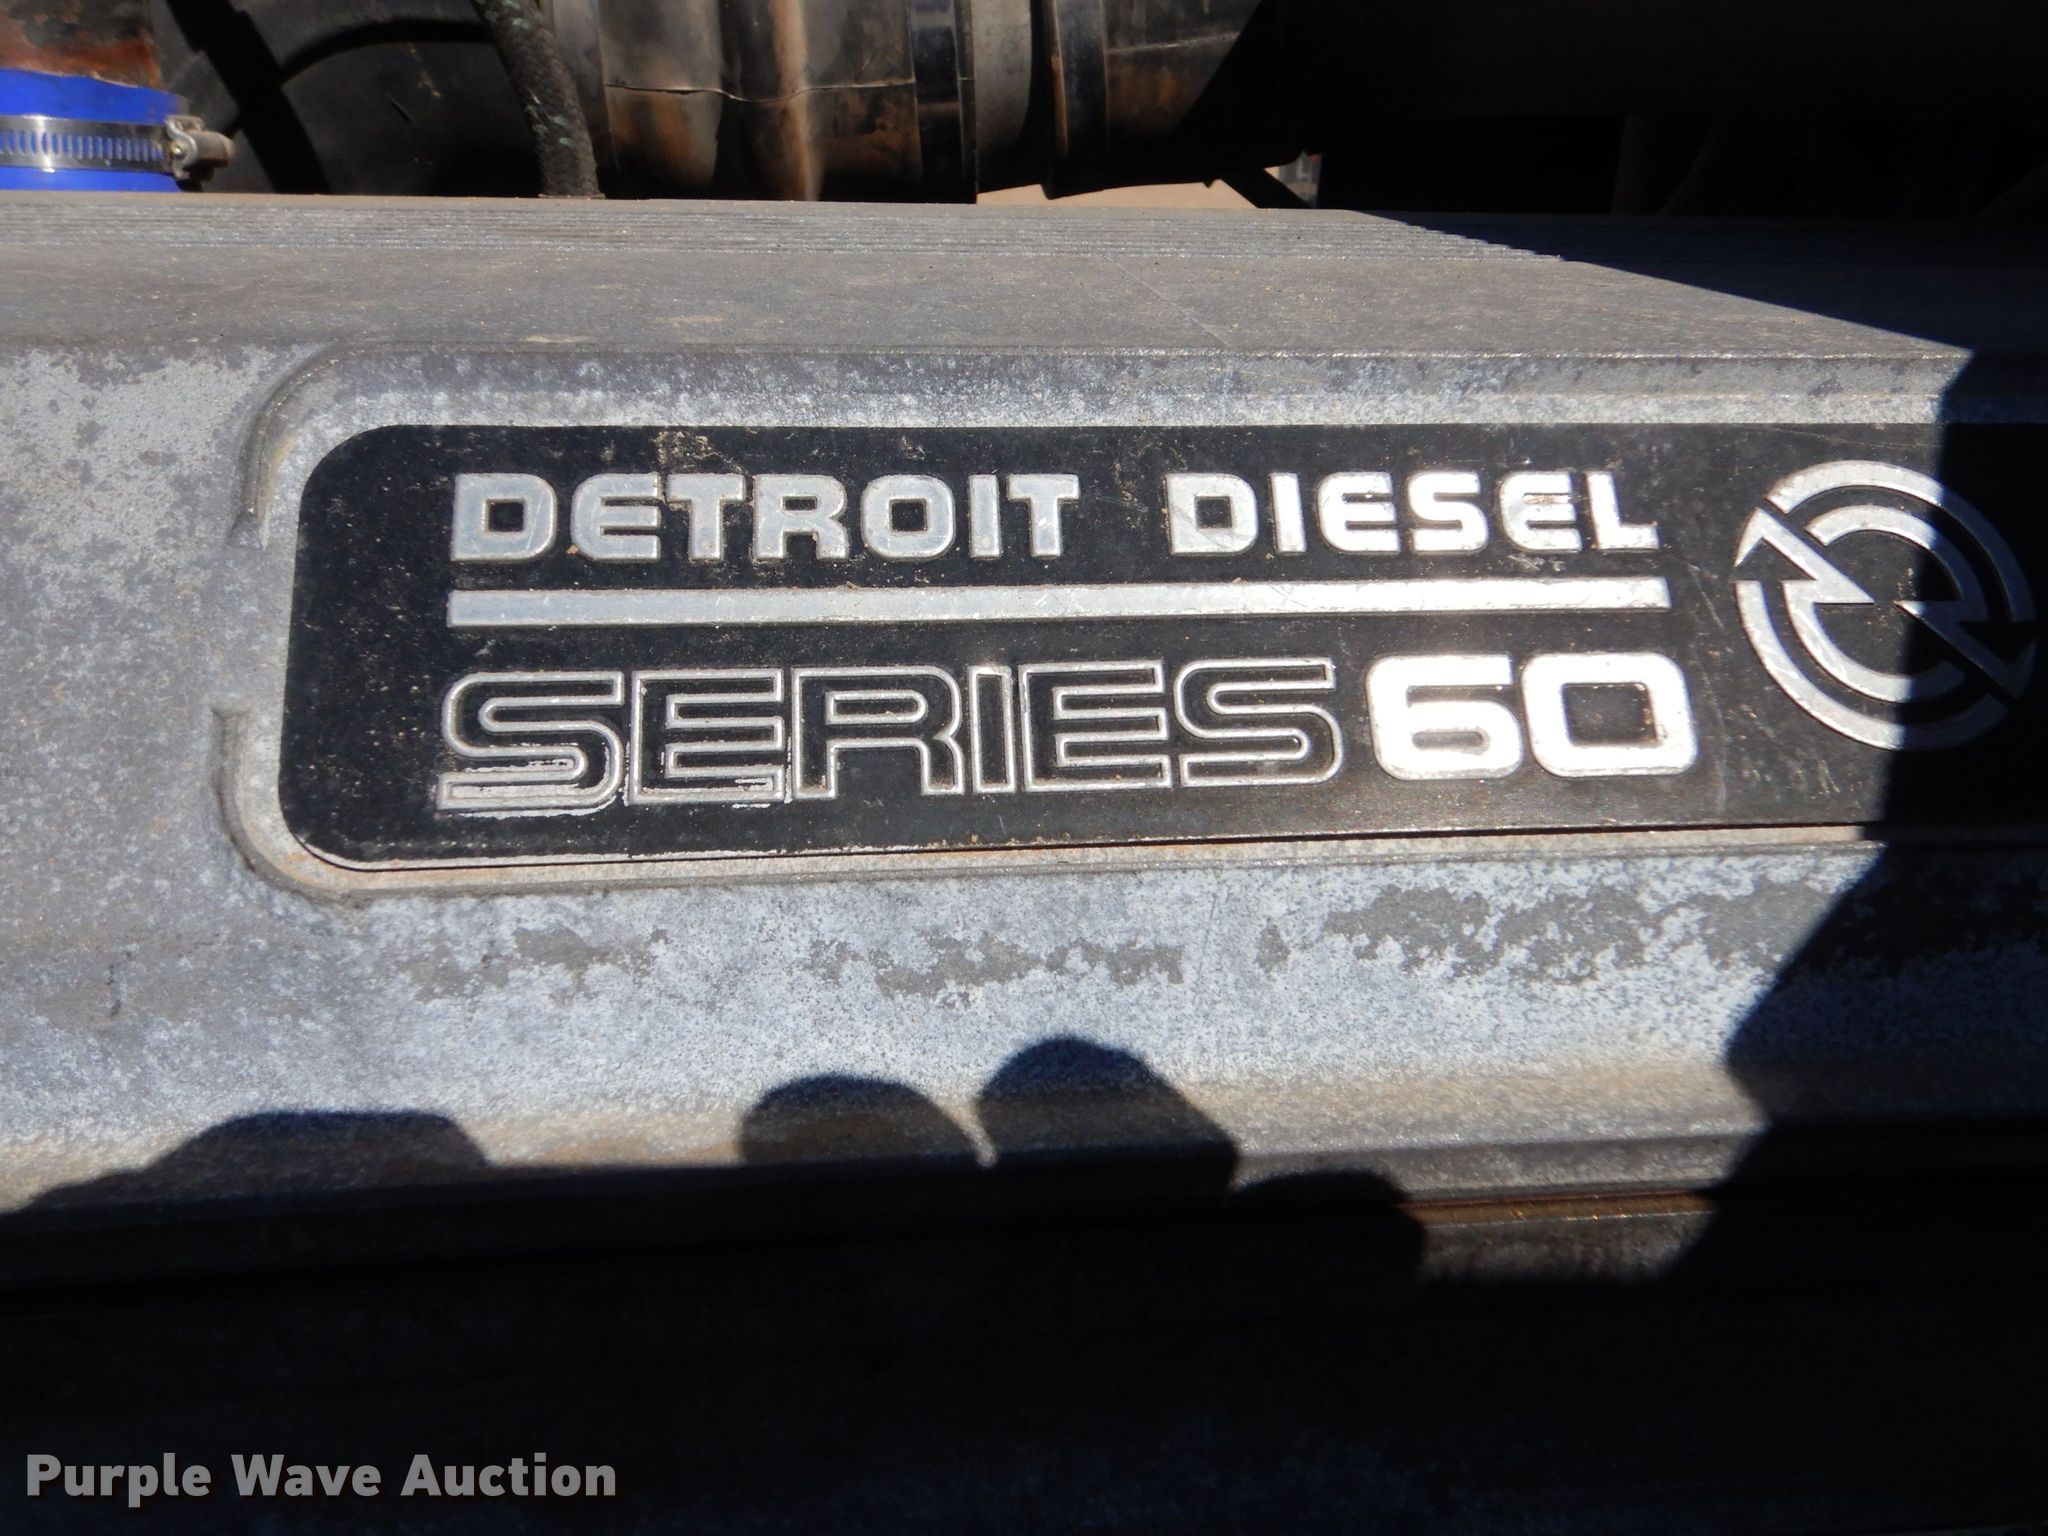 DETROIT DIESEL
SERIES 60
Purple Wave Auction